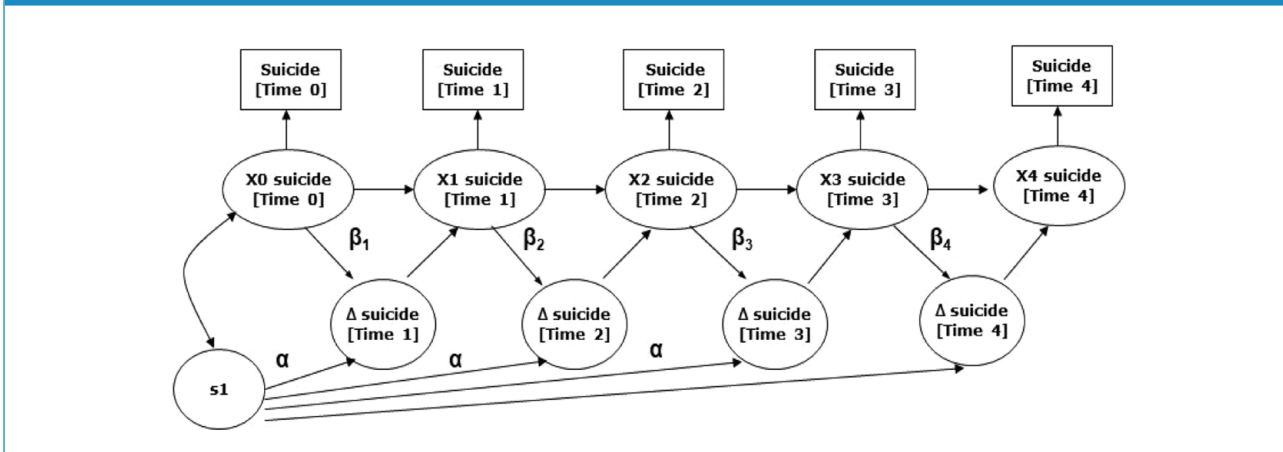 Suicide
[Time 0]
Suicide
[Time 1]
Suicide
[Time 2]
Suicide
[Time 3]
Suicide
[Time 4]
X0 suicide
[Time 0]
X1 suicide
[Time 1]
X2 suicide
[Time 2]
X3 suicide
[Time 3]
X4 suicide
[Time 4]
β1
β2
β3
β4
Δ suicide
[Time 1]
Δ suicide
[Time 2]
Δ suicide
[Time 3]
Δ suicide
[Time 4]
α
α
α
s1